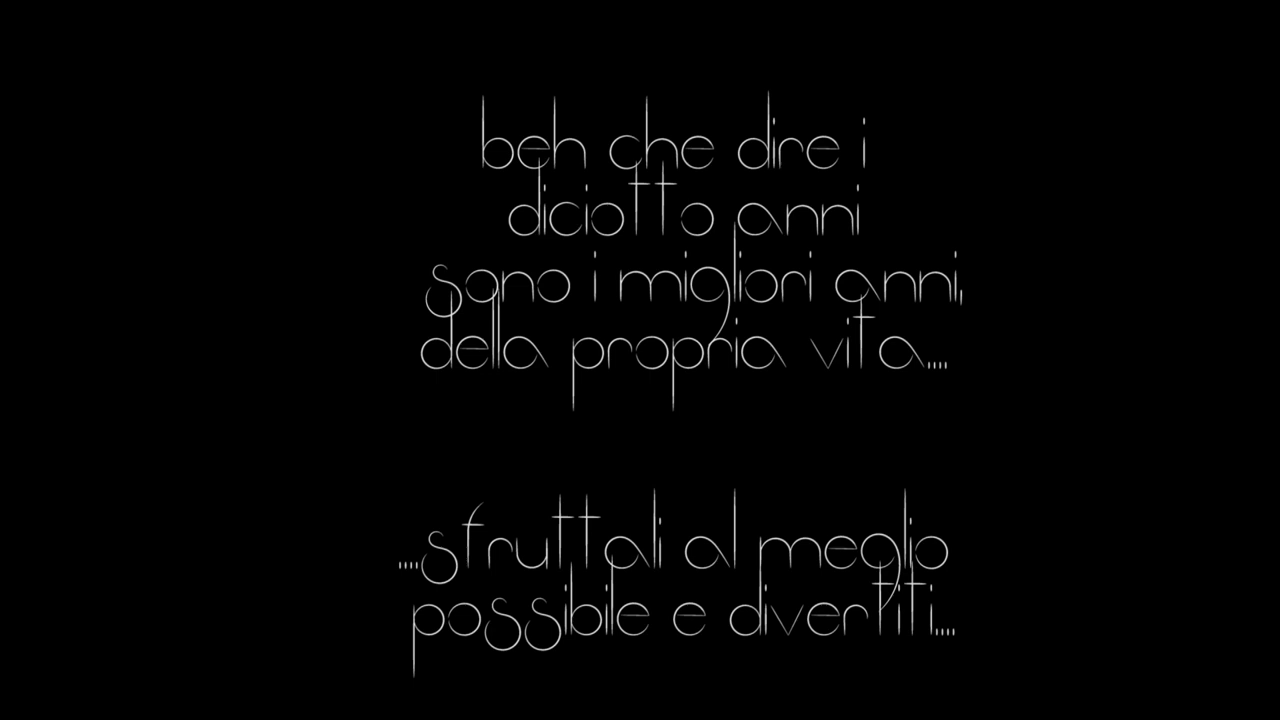 beh che dire i
diciotto anni
sono i migliori anni,
della propria vita....
....sfruttali al meglio
possibile e divertiti....